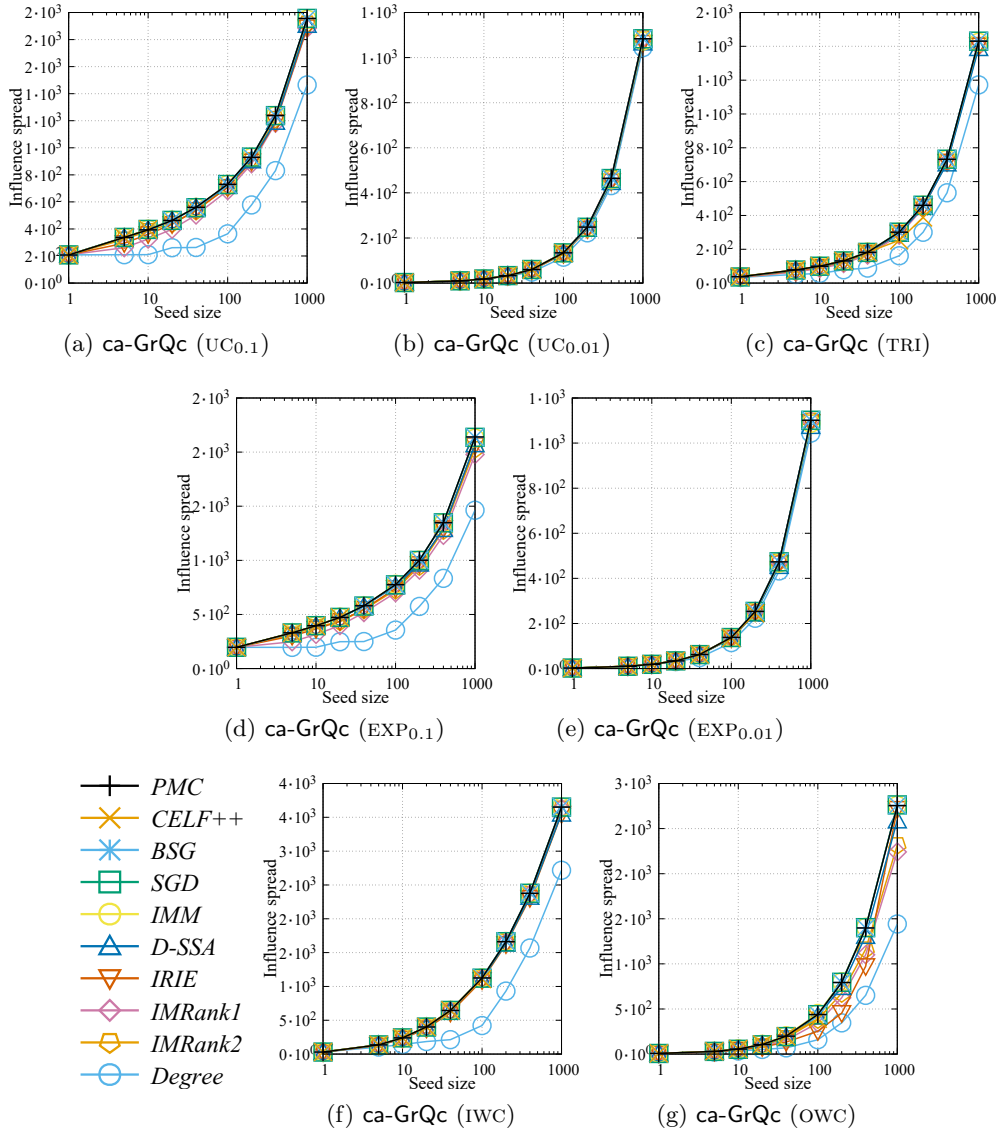 2·10³
2·10³
2·10³
1·10³
1·10³
1·10³
8·10²
6·10²
4·10²
2·10
0·10⁰
Influence spread
1 10 100 1000
Seed size
(a) ca-GrQc (UC₀.₁)
1·10³
1·10³
8·10²
6·10²
4·10²
2·10²
0·10
Influence spread
1 10 100 1000
Seed size
(b) ca-GrQc (UC₀.₀₁)
2·10³
1·10³
1·10³
1·10³
8·10²
6·10²
4·10²
2·10²
0·10⁰
Influence spread
1 10 100 1000
Seed size
(c) ca-GrQc (TRI)
2·10³
2·10³
2·10³
1·10³
5·10²
0·10⁰
Influence spread
1 10 100 1000
Seed size
(d) ca-GrQc (EXP₀.₁)
1·10³
1·10³
8·10²
6·10²
4·10²
2·10²
0·10
Influence spread
1 10 100 1000
Seed size
(e) ca-GrQc (EXP₀.₀₁)
PMC
CELF++
BSG
SGD
IMM
D-SSA
IRIE
IMRank1
IMRank2
Degree
4·10³
4·10³
3·10³
2·10³
2·10³
2·10³
1·10³
5·10²
0·10
Influence spread
1 10 100 1000
Seed size
(f) ca-GrQc (IWC)
3·10³
2·10³
2·10³
2·10³
1·10³
5·10²
0·10
Influence spread
1 10 100 1000
Seed size
(g) ca-GrQc (OWC)